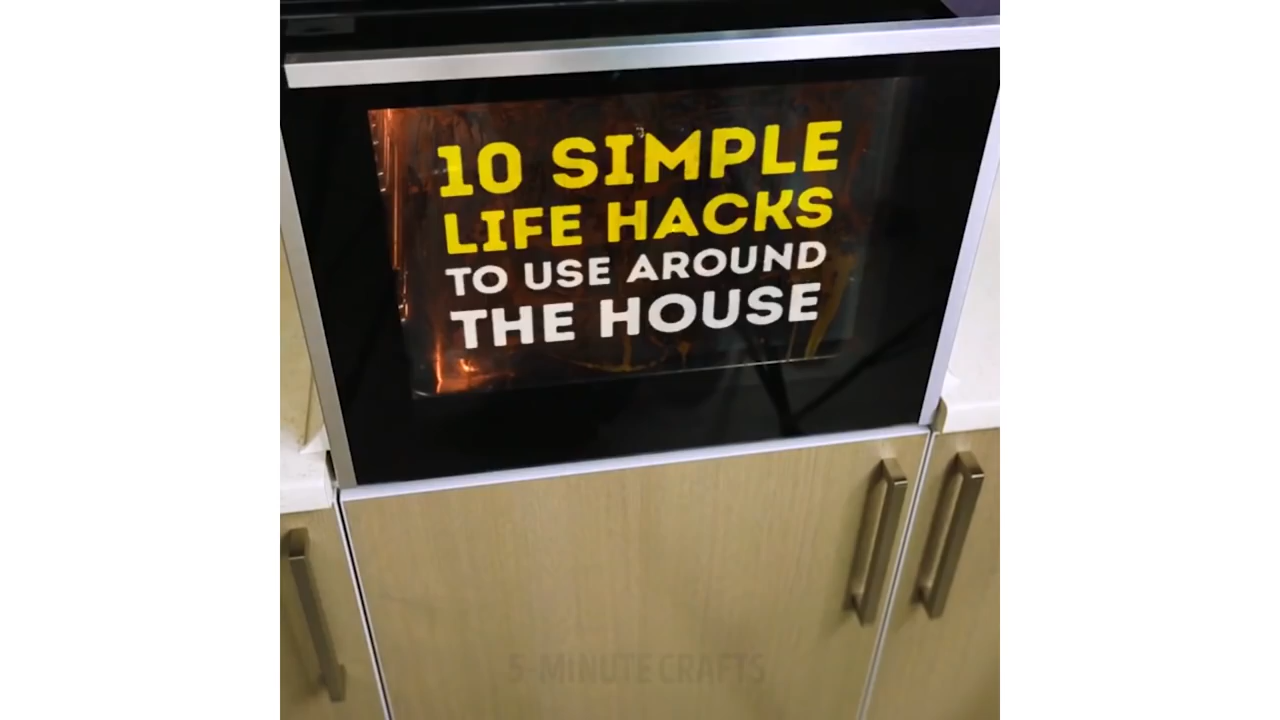 10 SIMPLE
LIFE HACKS
TO USE AROUND
THE HOUSE
5-MINUTE CRAFTS